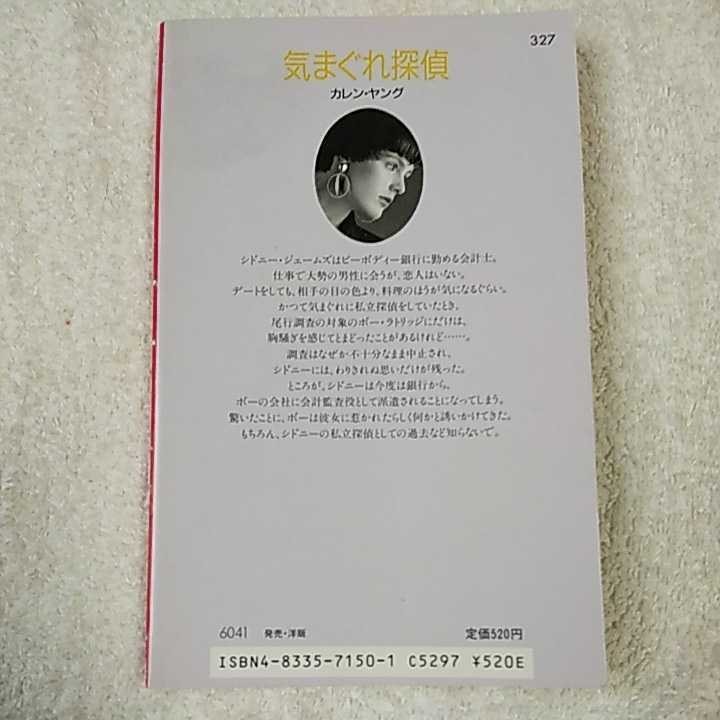 327
気まぐれ探偵
カレン・ヤング
シドニー・ジェームズはピーボディー銀行に勤める会計士。
仕事で大勢の男性に会うが、恋人はいない。
デートをしても、相手の目の色より、料理のほうが気になるぐらい。
かつて気まぐれに私立探偵をしていたとき、
尾行調査の対象のボー・ラトリッジにだけは、
胸騒ぎを感じてとまどったことがあるけれど……。
調査はなぜか不十分なまま中止され、
シドニーには、わりきれぬ思いだけが残った。
ところが、シドニーは今度は銀行から、
ボーの会社に会計監査役として派遣されることになってしまう。
驚いたことに、ボーは彼女に惹かれたらしく何かと誘いかけてきた。
もちろん、シドニーの私立探偵としての過去など知らないで。
6041 発売・洋販 定価520円
ISBN4-8335-7150-1 C5297 ¥520E